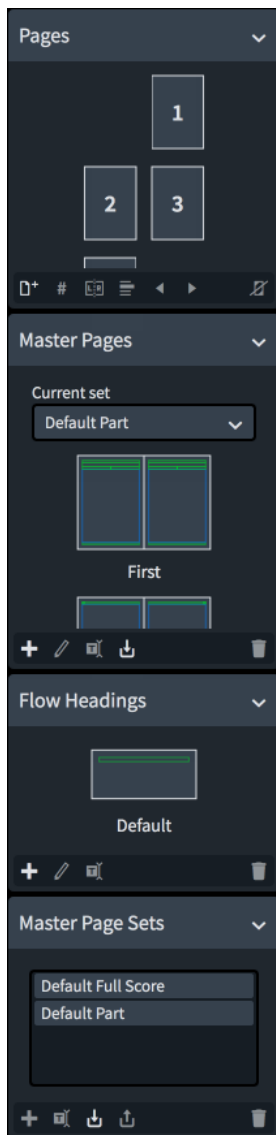 Pages
1
2
3
#
L R
Master Pages
Current set
Default Part
First
Flow Headings
Default
Master Page Sets
Default Full Score
Default Part